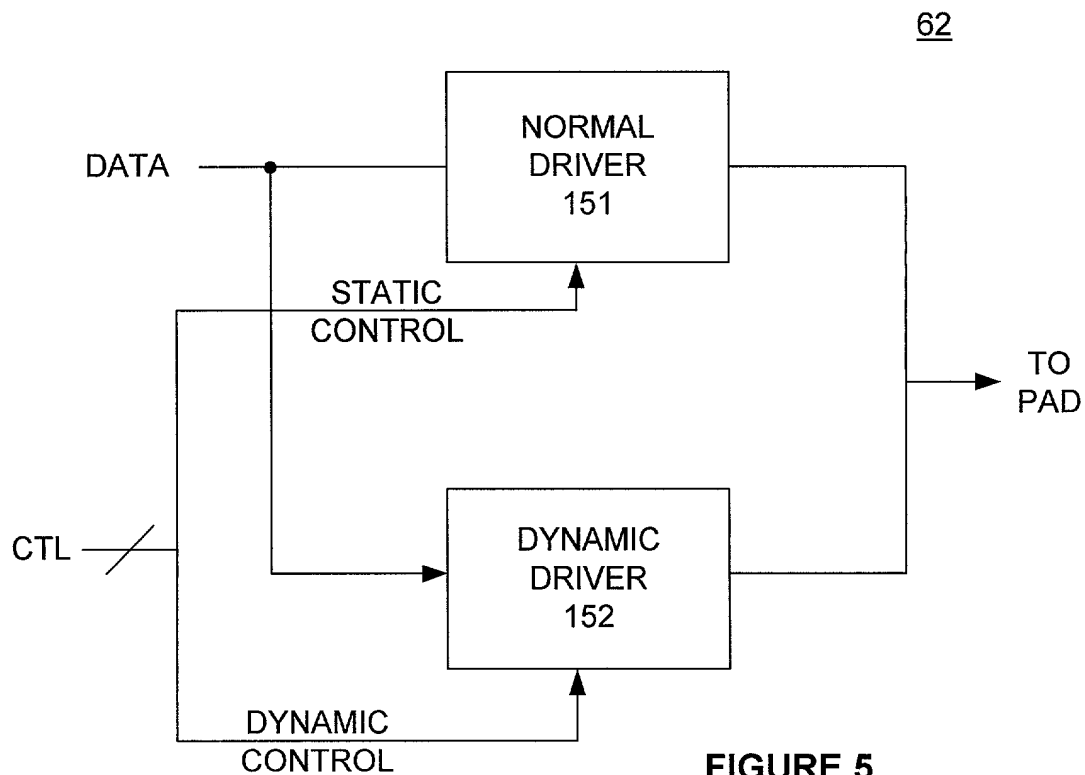 62
NORMAL
DRIVER
151
DATA
STATIC
CONTROL
TO
PAD
CTL
DYNAMIC
DRIVER
152
DYNAMIC
CONTROL
FIGURE 5